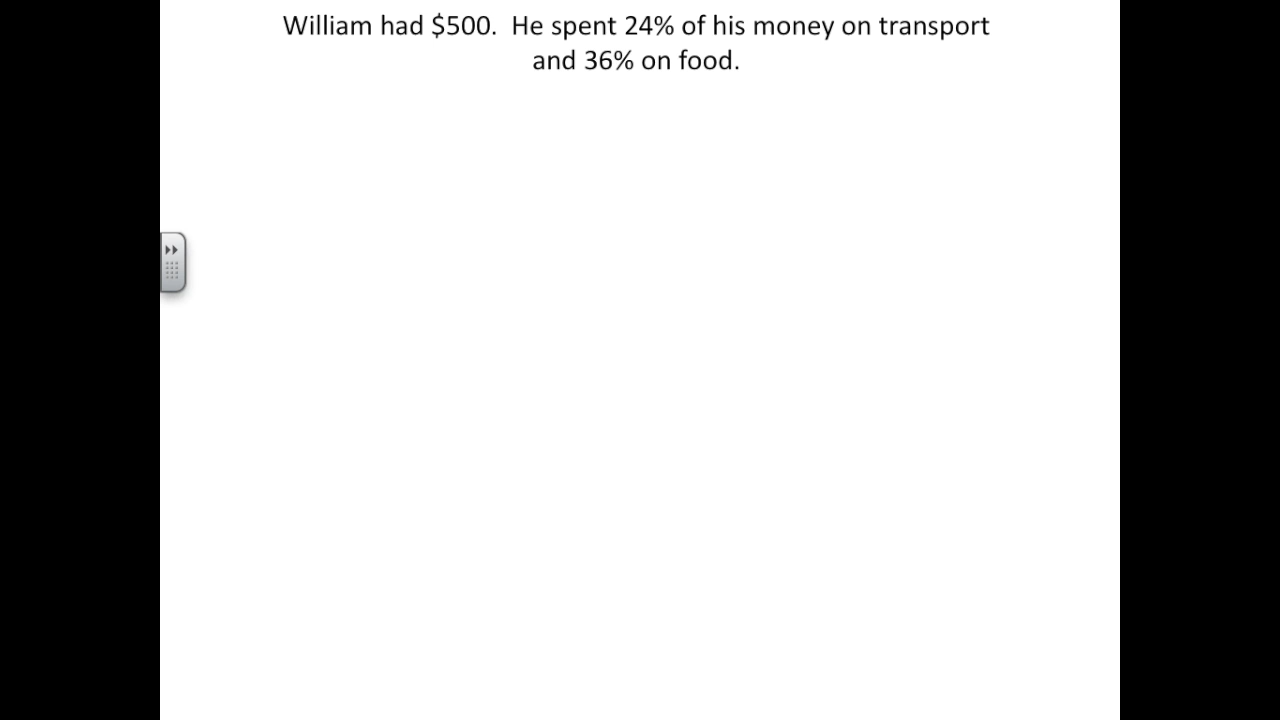 William had $500.  He spent 24% of his money on transport
and 36% on food.